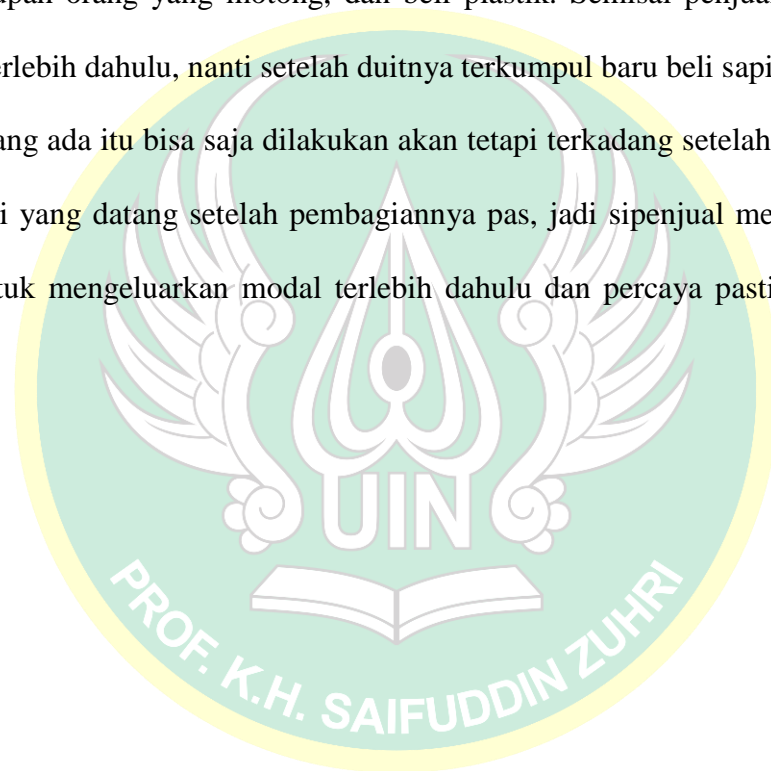 orang yang motong, dan beli plastik. Semisal
terlebih dahulu, nanti setelah duitnya terkumpul baru beli sapi
ang ada itu bisa saja dilakukan akan tetapi terkadang setelah
i yang datang setelah pembagiannya pas, jadi sipenjual me
tuk mengeluarkan modal terlebih dahulu dan percaya pasti
UIN
PROF. K.H. SAIFUDDIN ZUHRI